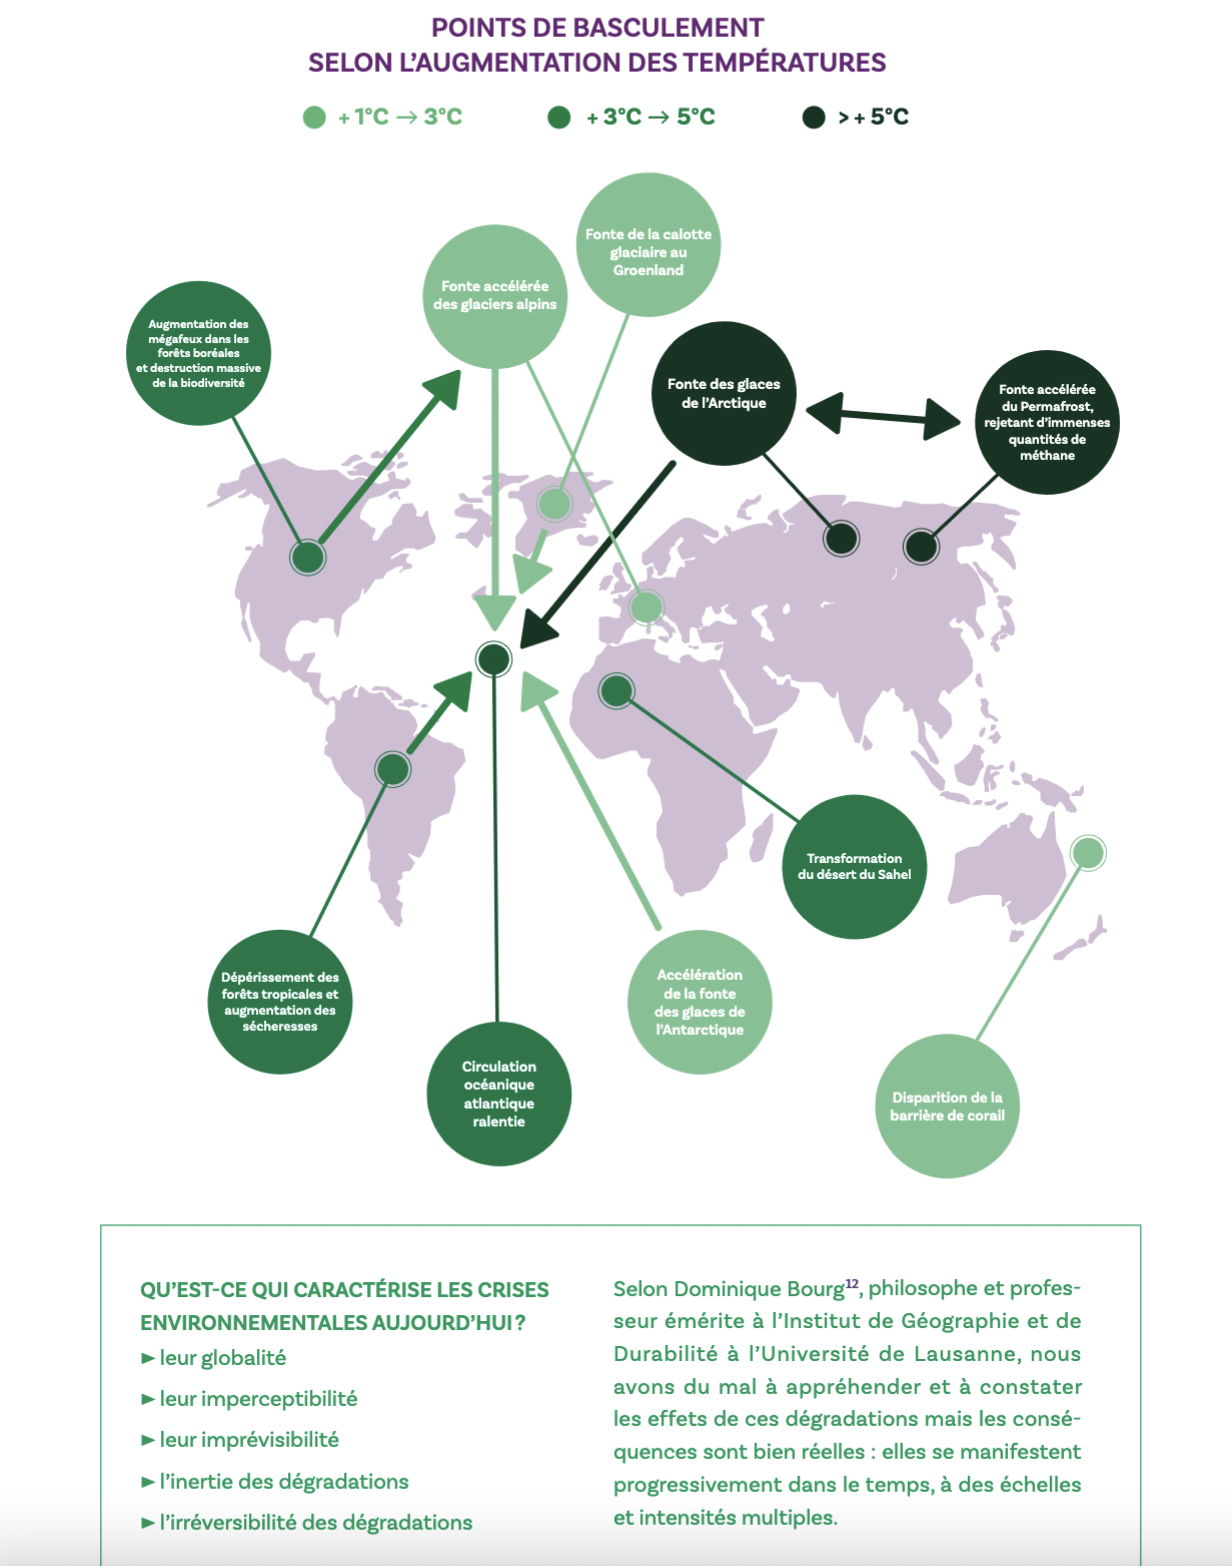 POINTS DE BASCULEMENT
SELON L’AUGMENTATION DES TEMPÉRATURES
+ 1°C → 3°C
+ 3°C → 5°C
> + 5°C
Fonte de la calotte
glaciaire au
Groenland
Fonte accélérée
des glaciers alpins
Augmentation des
mégafeux dans les
forêts boréales
et destruction massive
de la biodiversité
Fonte des glaces
de l’Arctique
Fonte accélérée
du Permafrost,
rejetant d’immenses
quantités de
méthane
Transformation
du désert du Sahel
Dépérissement des
forêts tropicales et
augmentation des
sécheresses
Accélération
de la fonte
des glaces de
l’Antarctique
Circulation
océanique
atlantique
ralentie
Disparition de la
barrière de corail
QU’EST-CE QUI CARACTÉRISE LES CRISES
ENVIRONNEMENTALES AUJOURD’HUI ?
► leur globalité
► leur imperceptibilité
► leur imprévisibilité
► l’inertie des dégradations
► l’irréversibilité des dégradations
Selon Dominique Bourg¹², philosophe et profes-
seur émérite à l’Institut de Géographie et de
Durabilité à l’Université de Lausanne, nous
avons du mal à appréhender et à constater
les effets de ces dégradations mais les consé-
quences sont bien réelles : elles se manifestent
progressivement dans le temps, à des échelles
et intensités multiples.